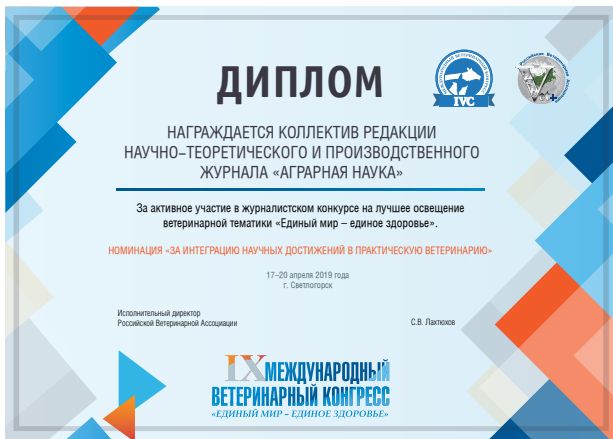 ДИПЛОМ
IVC
НАГРАЖДАЕТСЯ КОЛЛЕКТИВ РЕДАКЦИИ
НАУЧНО–ТЕОРЕТИЧЕСКОГО И ПРОИЗВОДСТВЕННОГО
ЖУРНАЛА «АГРАРНАЯ НАУКА»
За активное участие в журналистском конкурсе на лучшее освещение
ветеринарной тематики «Единый мир – единое здоровье».
НОМИНАЦИЯ «ЗА ИНТЕГРАЦИЮ НАУЧНЫХ ДОСТИЖЕНИЙ В ПРАКТИЧЕСКУЮ ВЕТЕРИНАРИЮ»
17–20 апреля 2019 года
г. Светлогорск
Исполнительный директор
Российской Ветеринарной Ассоциации
С.В. Лахтюхов
IX МЕЖДУНАРОДНЫЙ
ВЕТЕРИНАРНЫЙ КОНГРЕСС
«ЕДИНЫЙ МИР – ЕДИНОЕ ЗДОРОВЬЕ»